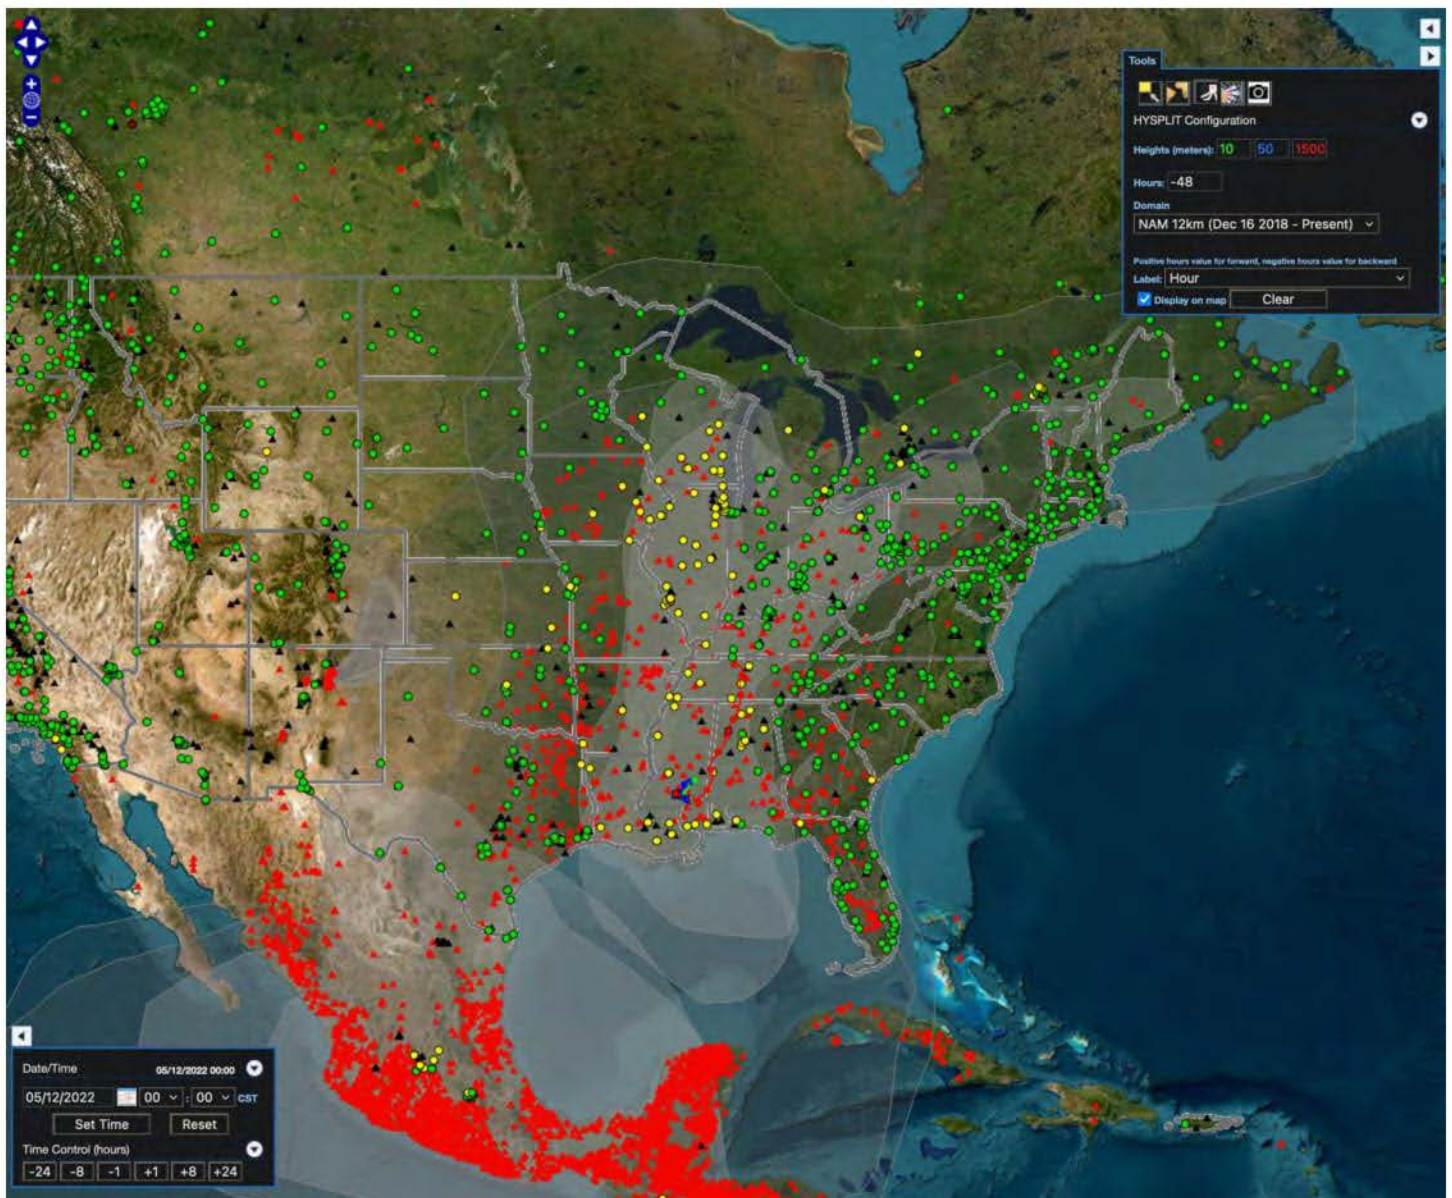 Tools
HYSPLIT Configuration
Heights (meters): 10 50 1500
Hours: -48
Domain
NAM 12km (Dec 16 2018 - Present)
Positive hours value for forward, negative hours value for backward
Label: Hour
Display on map Clear
Date/Time 05/12/2022 00:00
05/12/2022 00 : 00 CST
Set Time Reset
Time Control (hours)
-24 -8 -1 +1 +8 +24